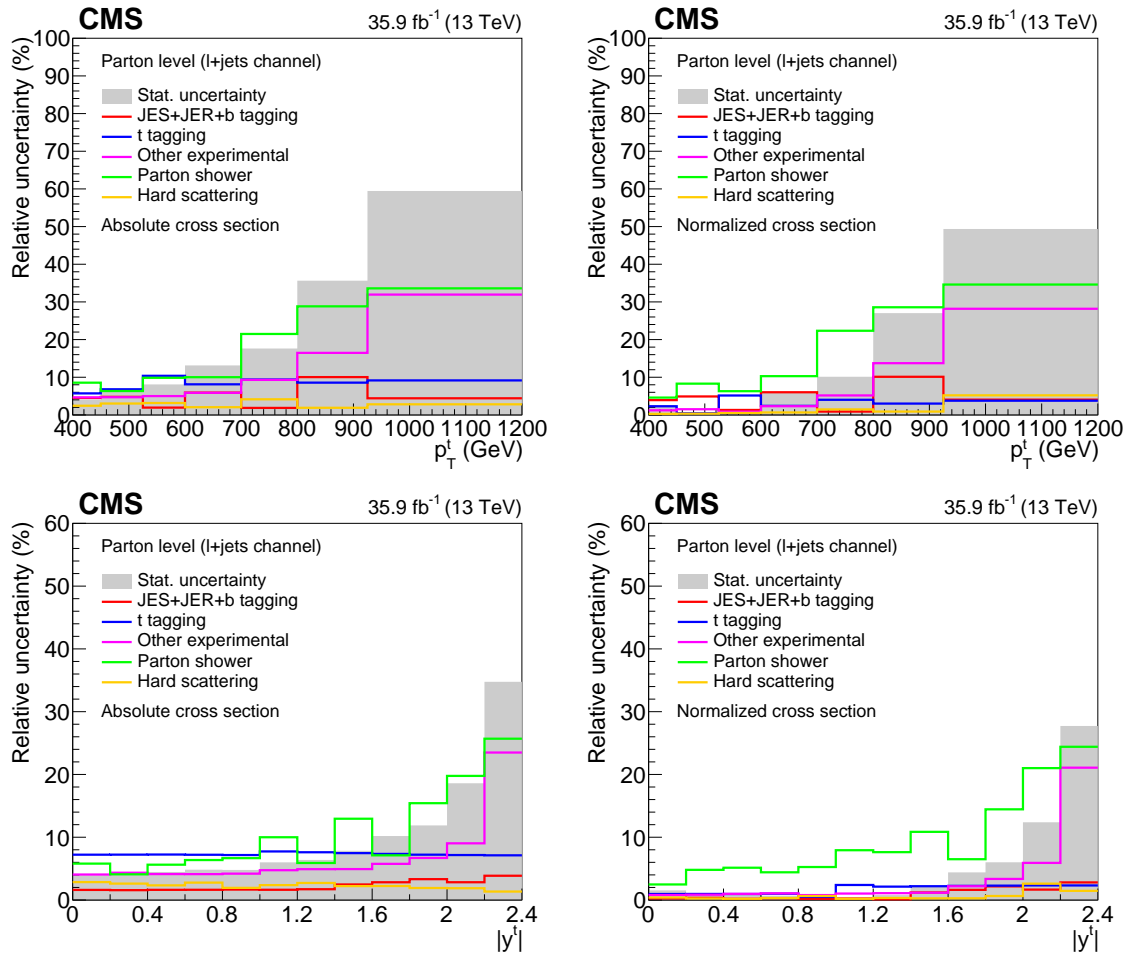 CMS 35.9 fb⁻¹ (13 TeV)
Relative uncertainty (%)
100
90
80
70
60
50
40
30
20
10
0
Parton level (l+jets channel)
Stat. uncertainty
JES+JER+b tagging
t tagging
Other experimental
Parton shower
Hard scattering
Absolute cross section
400 500 600 700 800 900 1000 1100 1200
p_T^t (GeV)
CMS 35.9 fb⁻¹ (13 TeV)
Relative uncertainty (%)
100
90
80
70
60
50
40
30
20
10
0
Parton level (l+jets channel)
Stat. uncertainty
JES+JER+b tagging
t tagging
Other experimental
Parton shower
Hard scattering
Normalized cross section
400 500 600 700 800 900 1000 1100 1200
p_T^t (GeV)
CMS 35.9 fb⁻¹ (13 TeV)
Relative uncertainty (%)
60
50
40
30
20
10
0
Parton level (l+jets channel)
Stat. uncertainty
JES+JER+b tagging
t tagging
Other experimental
Parton shower
Hard scattering
Absolute cross section
0 0.4 0.8 1.2 1.6 2 2.4
|y^t|
CMS 35.9 fb⁻¹ (13 TeV)
Relative uncertainty (%)
60
50
40
30
20
10
0
Parton level (l+jets channel)
Stat. uncertainty
JES+JER+b tagging
t tagging
Other experimental
Parton shower
Hard scattering
Normalized cross section
0 0.4 0.8 1.2 1.6 2 2.4
|y^t|